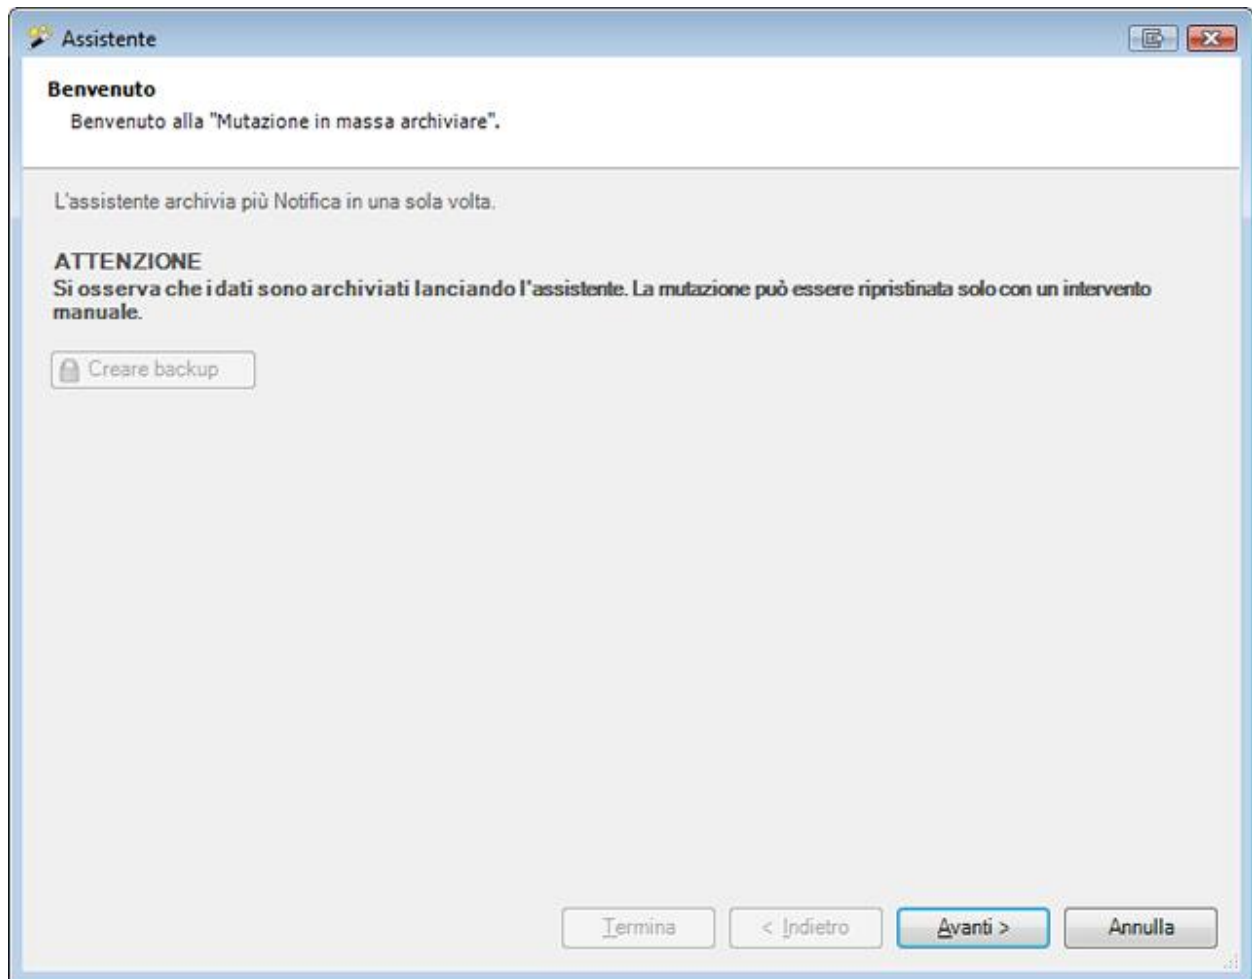 Assistente
Benvenuto
Benvenuto alla "Mutazione in massa archiviare".
L'assistente archivia più Notifica in una sola volta.
ATTENZIONE
Si osserva che i dati sono archiviati lanciando l'assistente. La mutazione può essere ripristinata solo con un intervento
manuale.
Creare backup
Termina
< Indietro
Avanti >
Annulla